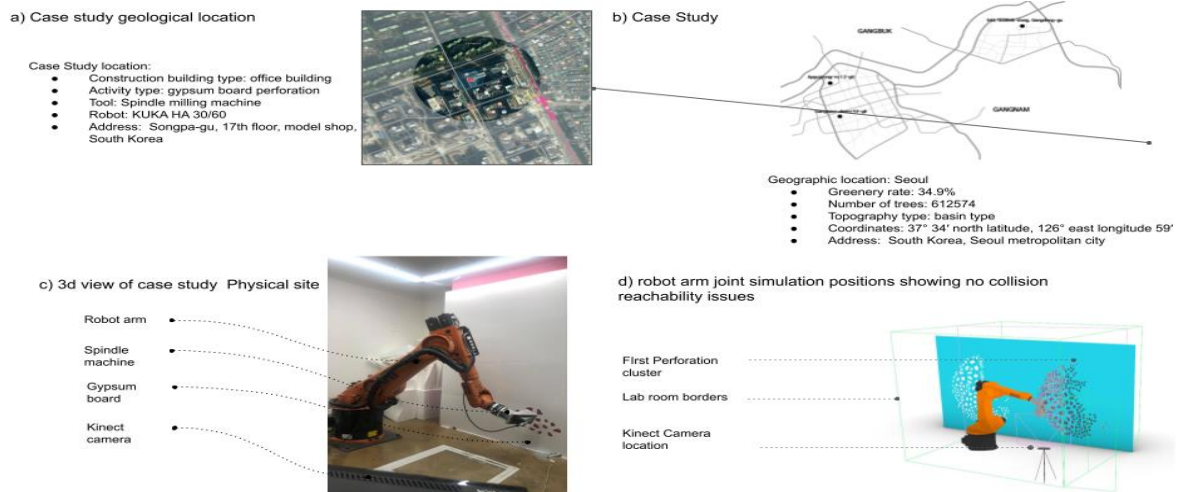 a) Case study geological location
Case Study location:
● Construction building type: office building
● Activity type: gypsum board perforation
● Tool: Spindle milling machine
● Robot: KUKA HA 30/60
● Address: Songpa-gu, 17th floor, model shop,
South Korea
b) Case Study
GANGBUK
GANGNAM
Geographic location: Seoul
● Greenery rate: 34.9%
● Number of trees: 612574
● Topography type: basin type
● Coordinates: 37° 34′ north latitude, 126° east longitude 59′
● Address: South Korea, Seoul metropolitan city
c) 3d view of case study Physical site
Robot arm
Spindle
machine
Gypsum
board
Kinect
camera
d) robot arm joint simulation positions showing no collision
reachability issues
FIrst Perforation
cluster
Lab room borders
Kinect Camera
location